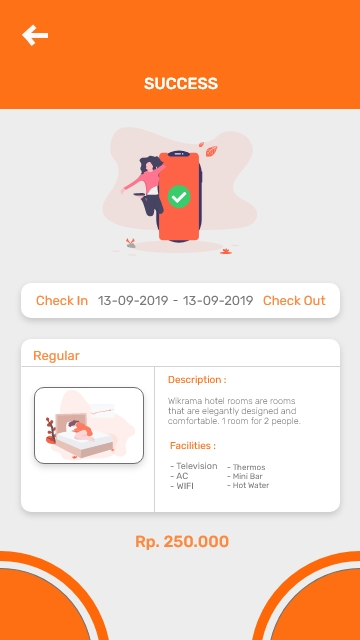 SUCCESS
Check In 13-09-2019 - 13-09-2019 Check Out
Regular
Description :
Wikrama hotel rooms are rooms
that are elegantly designed and
comfortable. 1 room for 2 people.
Facilities :
- Television
- AC
- WIFI
- Thermos
- Mini Bar
- Hot Water
Rp. 250.000